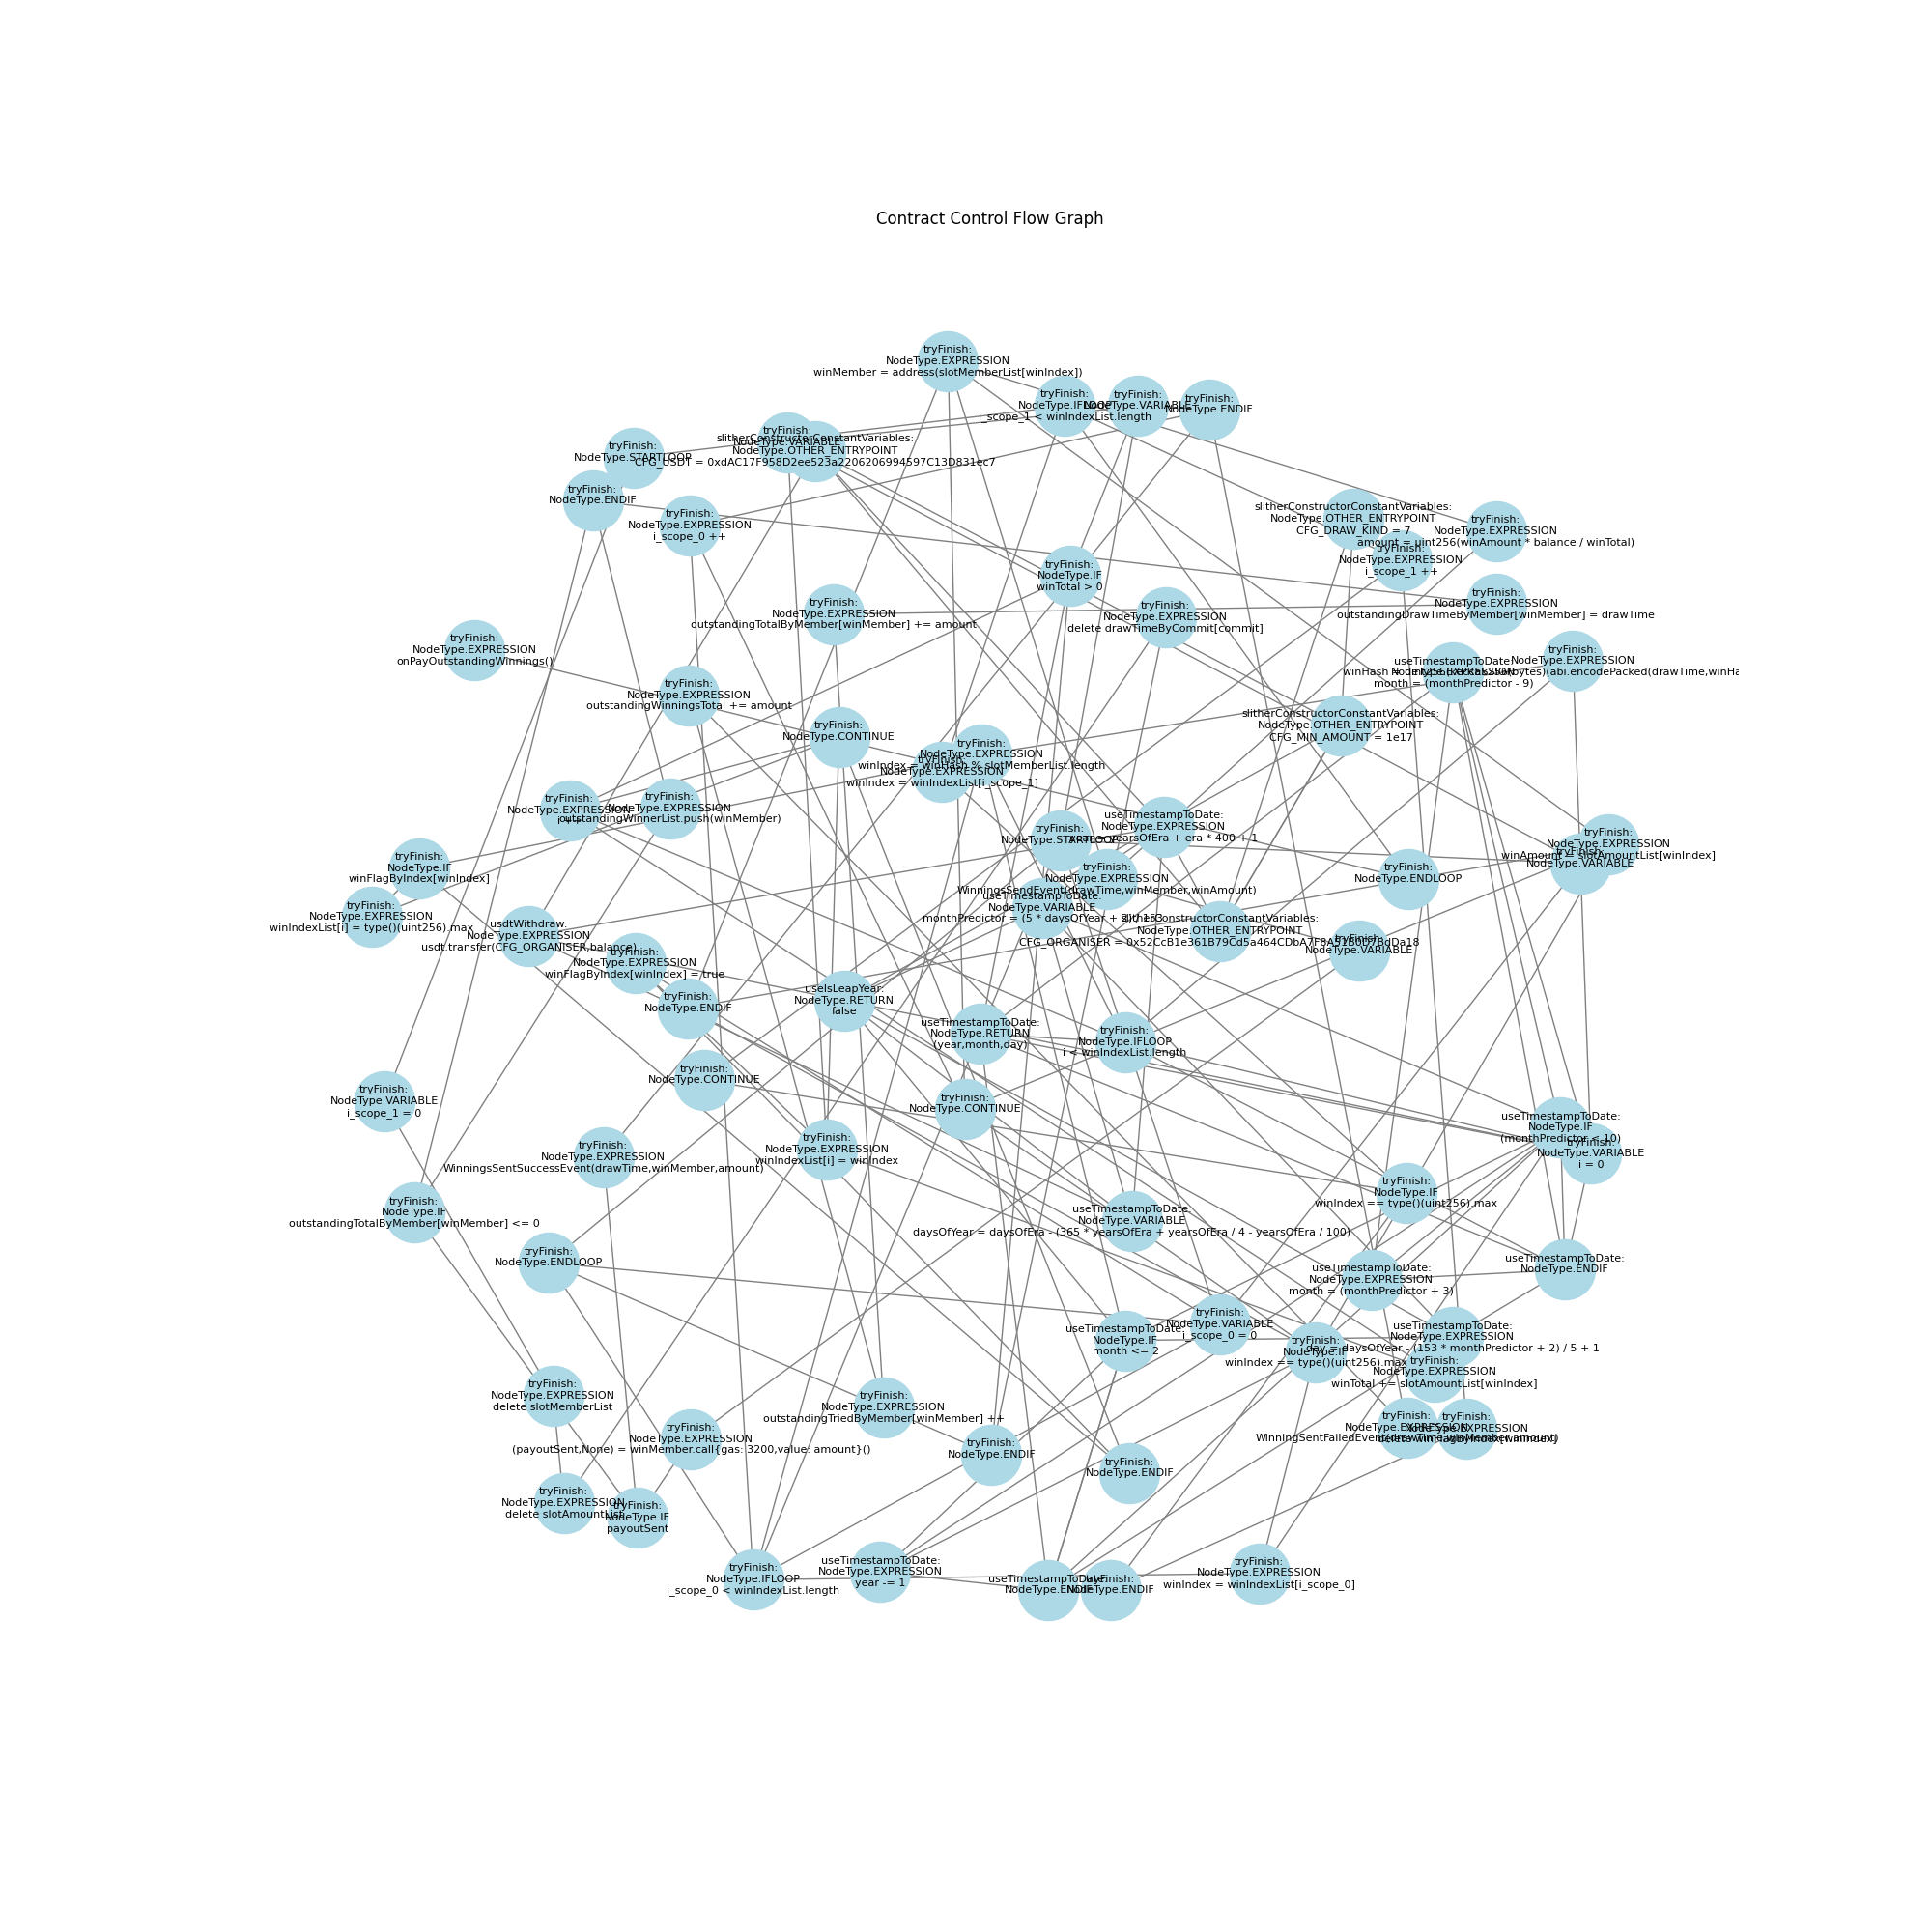 Contract Control Flow Graph
tryFinish:
NodeType.EXPRESSION
winMember = address(slotMemberList[winIndex])
tryFinish:
NodeType.IFLOOP
i_scope_1 < winIndexList.length
tryFinish:
NodeType.VARIABLE
tryFinish:
NodeType.ENDIF
tryFinish:
NodeType.VARIABLE
slitherConstructorConstantVariables:
NodeType.OTHER_ENTRYPOINT
CFG_USDT = 0xdAC17F958D2ee523a2206206994597C13D831ec7
tryFinish:
NodeType.STARTLOOP
tryFinish:
NodeType.ENDIF
tryFinish:
NodeType.EXPRESSION
i_scope_0 ++
slitherConstructorConstantVariables:
NodeType.OTHER_ENTRYPOINT
CFG_DRAW_KIND = 7
tryFinish:
NodeType.EXPRESSION
amount = uint256(winAmount * balance / winTotal)
tryFinish:
NodeType.EXPRESSION
i_scope_1 ++
tryFinish:
NodeType.IF
winTotal > 0
tryFinish:
NodeType.EXPRESSION
outstandingTotalByMember[winMember] += amount
tryFinish:
NodeType.EXPRESSION
delete drawTimeByCommit[commit]
tryFinish:
NodeType.EXPRESSION
outstandingDrawTimeByMember[winMember] = drawTime
tryFinish:
NodeType.EXPRESSION
onPayOutstandingWinnings()
useTimestampToDate:
NodeType.EXPRESSION
month = (monthPredictor - 9)
tryFinish:
NodeType.EXPRESSION
tryFinish:
NodeType.EXPRESSION
outstandingWinningsTotal += amount
slitherConstructorConstantVariables:
NodeType.OTHER_ENTRYPOINT
CFG_MIN_AMOUNT = 1e17
tryFinish:
NodeType.CONTINUE
tryFinish:
NodeType.EXPRESSION
winIndex = winHash % slotMemberList.length
tryFinish:
NodeType.EXPRESSION
winIndex = winIndexList[i_scope_1]
tryFinish:
NodeType.EXPRESSION
i ++
tryFinish:
NodeType.EXPRESSION
outstandingWinnerList.push(winMember)
useTimestampToDate:
NodeType.EXPRESSION
yearsOfEra + era * 400 + 1
tryFinish:
NodeType.STARTLOOP
tryFinish:
NodeType.EXPRESSION
winAmount = slotAmountList[winIndex]
tryFinish:
NodeType.VARIABLE
tryFinish:
NodeType.IF
winFlagByIndex[winIndex]
tryFinish:
NodeType.EXPRESSION
WinningsSendEvent(drawTime,winMember,winAmount)
tryFinish:
NodeType.ENDLOOP
useTimestampToDate:
NodeType.VARIABLE
monthPredictor = (5 * daysOfYear + 2) / 153
tryFinish:
NodeType.EXPRESSION
winIndexList[i] = type()(uint256).max
slitherConstructorConstantVariables:
NodeType.OTHER_ENTRYPOINT
usdtWithdraw:
NodeType.EXPRESSION
usdt.transfer(CFG_ORGANISER,balance)
tryFinish:
NodeType.VARIABLE
tryFinish:
NodeType.EXPRESSION
winFlagByIndex[winIndex] = true
useIsLeapYear:
NodeType.RETURN
false
tryFinish:
NodeType.ENDIF
useTimestampToDate:
NodeType.RETURN
(year,month,day)
tryFinish:
NodeType.IFLOOP
i < winIndexList.length
tryFinish:
NodeType.CONTINUE
tryFinish:
NodeType.VARIABLE
i_scope_1 = 0
tryFinish:
NodeType.CONTINUE
useTimestampToDate:
NodeType.IF
(monthPredictor < 10)
tryFinish:
NodeType.VARIABLE
i = 0
tryFinish:
NodeType.EXPRESSION
winIndexList[i] = winIndex
tryFinish:
NodeType.EXPRESSION
WinningsSentSuccessEvent(drawTime,winMember,amount)
tryFinish:
NodeType.IF
winIndex == type()(uint256).max
tryFinish:
NodeType.IF
outstandingTotalByMember[winMember] <= 0
useTimestampToDate:
NodeType.VARIABLE
daysOfYear = daysOfEra - (365 * yearsOfEra + yearsOfEra / 4 - yearsOfEra / 100)
tryFinish:
NodeType.ENDLOOP
useTimestampToDate:
NodeType.ENDIF
useTimestampToDate:
NodeType.EXPRESSION
month = (monthPredictor + 3)
tryFinish:
NodeType.VARIABLE
i_scope_0 = 0
useTimestampToDate:
NodeType.IF
month <= 2
useTimestampToDate:
NodeType.EXPRESSION
day = daysOfYear - (153 * monthPredictor + 2) / 5 + 1
tryFinish:
NodeType.IF
winIndex == type()(uint256).max
tryFinish:
NodeType.EXPRESSION
winTotal += slotAmountList[winIndex]
tryFinish:
NodeType.EXPRESSION
delete slotMemberList
tryFinish:
NodeType.EXPRESSION
outstandingTriedByMember[winMember] ++
tryFinish:
NodeType.EXPRESSION
WinningSentFailedEvent(drawTime,winMember,amount)
tryFinish:
NodeType.EXPRESSION
delete winFlagByIndex[winIndex]
tryFinish:
NodeType.EXPRESSION
(payoutSent,None) = winMember.call{gas: 3200,value: amount}()
tryFinish:
NodeType.ENDIF
tryFinish:
NodeType.ENDIF
tryFinish:
NodeType.EXPRESSION
delete slotAmountList
tryFinish:
NodeType.IF
payoutSent
tryFinish:
NodeType.IFLOOP
i_scope_0 < winIndexList.length
useTimestampToDate:
NodeType.EXPRESSION
year -= 1
useTimestampToDate:
NodeType.ENDIF
tryFinish:
NodeType.ENDIF
tryFinish:
NodeType.EXPRESSION
winIndex = winIndexList[i_scope_0]